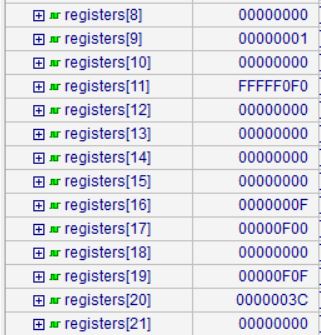 registers[8] 00000000
registers[9] 00000001
registers[10] 00000000
registers[11] FFFFF0F0
registers[12] 00000000
registers[13] 00000000
registers[14] 00000000
registers[15] 00000000
registers[16] 0000000F
registers[17] 00000F00
registers[18] 00000000
registers[19] 00000F0F
registers[20] 0000003C
registers[21] 00000000